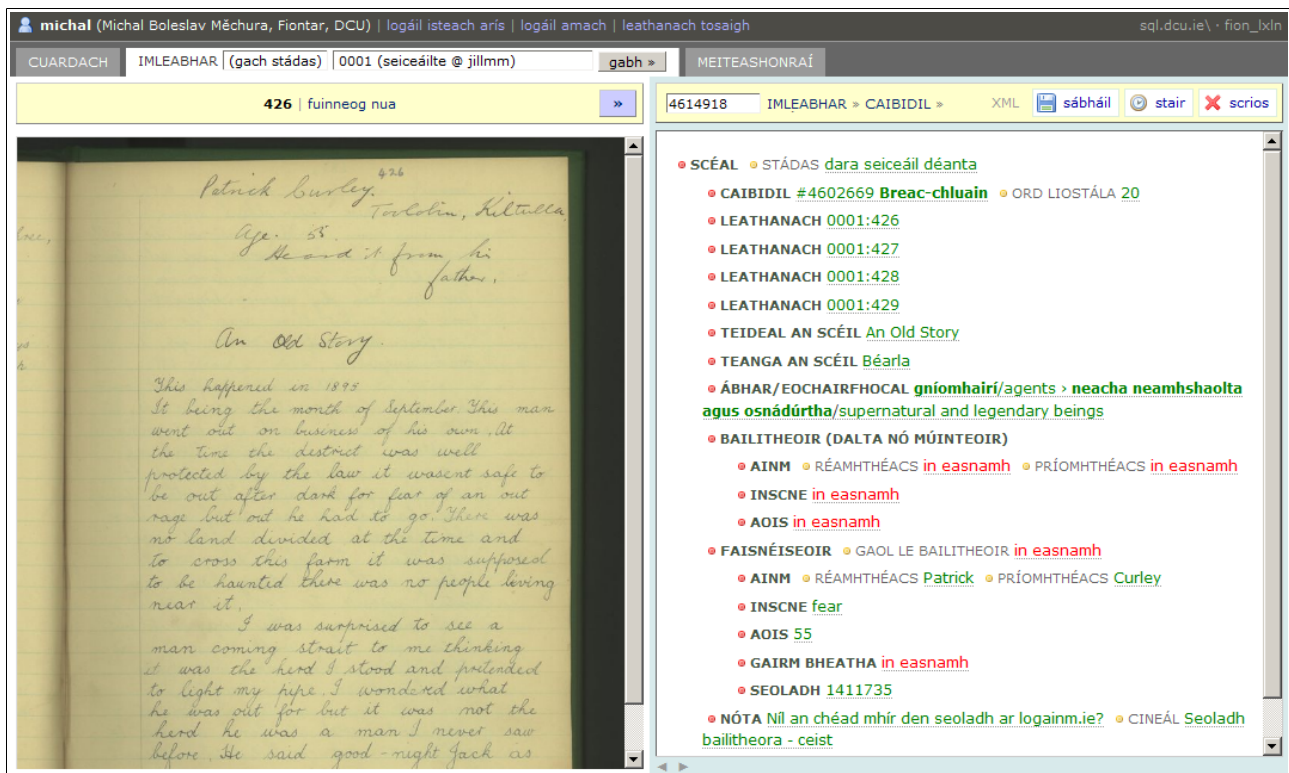 michal (Michal Boleslav Měchura, Fiontar, DCU) | logáil isteach arís | logáil amach | leathanach tosaigh
sql.dcu.ie\ · fion_lxln
CUARDACH IMLEABHAR (gach stádas) 0001 (seiceáilte @ jillmm) gabh » MEITEASHONRAÍ
426 | fuinneog nua »
426
Patrick Curley
Toolobin, Kiltulla
Age. 55.
Heard it from his
father.
An Old Story.
This happened in 1895
It being the month of September. This man
went out on business of his own. At
the time the destrict was well
protected by the law it wasent safe to
be out after dark for fear of an out
rage but out he had to go. There was
no land divided at the time and
to cross this farm it was supposed
to be haunted there was no people living
near it.
I was surprised to see a
man coming strait to me thinking
it was the herd I stood and pretended
to light my pipe. I wondered what
he was out for but it was not the
herd he was a man I never saw
before. He said good-night Jack as
4614918 IMLEABHAR » CAIBIDIL » XML sábháil stair scrios
SCÉAL STÁDAS dara seiceáil déanta
CAIBIDIL #4602669 Breac-chluain ORD LIOSTÁLA 20
LEATHANACH 0001:426
LEATHANACH 0001:427
LEATHANACH 0001:428
LEATHANACH 0001:429
TEIDEAL AN SCÉIL An Old Story
TEANGA AN SCÉIL Béarla
ÁBHAR/EOCHAIRFHOCAL gníomhairí/agents › neacha neamhshaolta
agus osnádúrtha/supernatural and legendary beings
BAILITHEOIR (DALTA NÓ MÚINTEOIR)
AINM RÉAMHTHÉACS in easnamh PRÍOMHTHÉACS in easnamh
INSCNE in easnamh
AOIS in easnamh
FAISNÉISEOIR GAOL LE BAILITHEOIR in easnamh
AINM RÉAMHTHÉACS Patrick PRÍOMHTHÉACS Curley
INSCNE fear
AOIS 55
GAIRM BHEATHA in easnamh
SEOLADH 1411735
NÓTA Níl an chéad mhír den seoladh ar logainm.ie? CINEÁL Seoladh
bailitheora - ceist